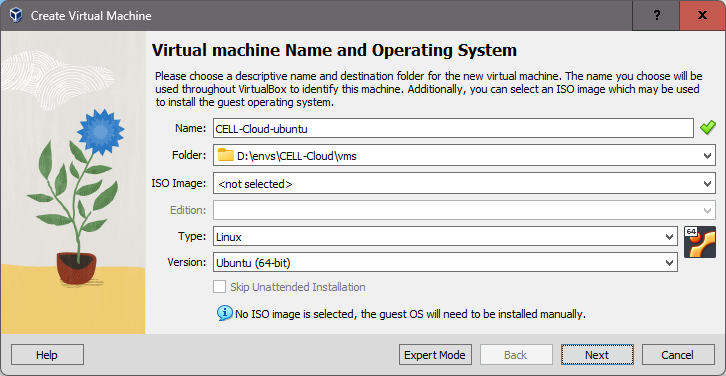 Create Virtual Machine
?
Virtual machine Name and Operating System
Please choose a descriptive name and destination folder for the new virtual machine. The name you choose will be
used throughout VirtualBox to identify this machine. Additionally, you can select an ISO image which may be used
to install the guest operating system.
Name: CELL-Cloud-ubuntu
Folder: D:\envs\CELL-Cloud\vms
ISO Image: <not selected>
Edition:
Type: Linux
64
Version: Ubuntu (64-bit)
Skip Unattended Installation
No ISO image is selected, the guest OS will need to be installed manually.
Help Expert Mode Back Next Cancel